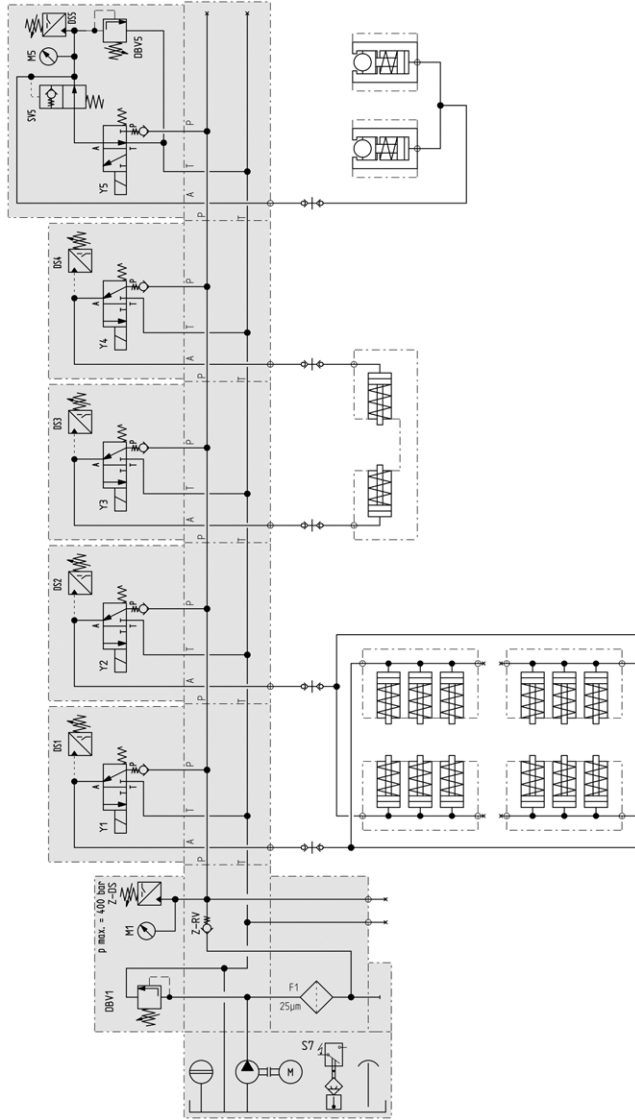 DS5
M5
DBV5
SV5
A
P
T
Y5
P
T
A
P
T
DS4
A
P
T
Y4
P
T
A
P
T
DS3
A
P
T
Y3
P
T
A
P
T
DS2
A
P
T
Y2
P
T
A
P
T
DS1
A
P
T
Y1
P
T
A
P
T
p max. = 400 bar
Z-DS
M1
Z-RV
DBV1
F1
25µm
S7
M